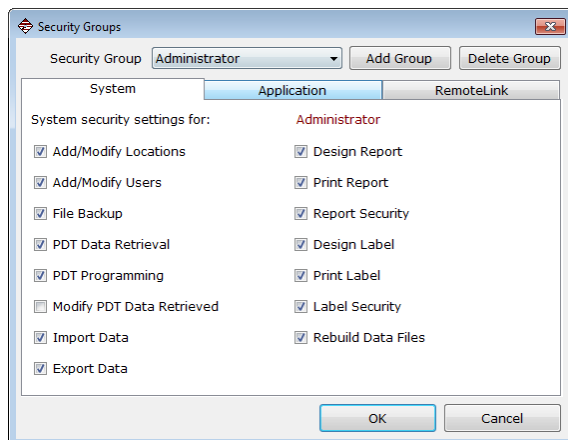 Security Groups
Security Group Administrator Add Group Delete Group
System Application RemoteLink
System security settings for: Administrator
Add/Modify Locations Design Report
Add/Modify Users Print Report
File Backup Report Security
PDT Data Retrieval Design Label
PDT Programming Print Label
Modify PDT Data Retrieved Label Security
Import Data Rebuild Data Files
Export Data
OK Cancel